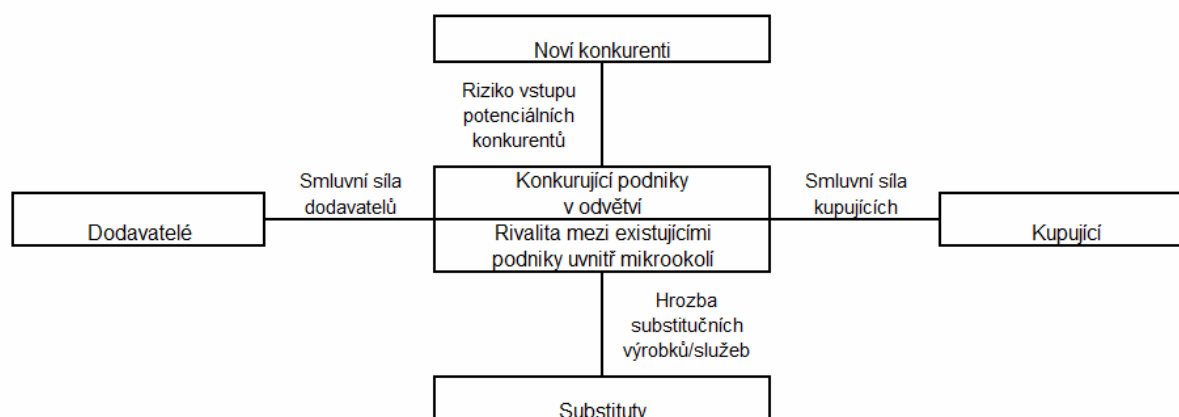 Noví konkurenti
Riziko vstupu
potenciálních
konkurentů
Smluvní síla
dodavatelů
Konkurující podniky
v odvětví
Smluvní síla
kupujících
Dodavatelé
Rivalita mezi existujícími
podniky uvnitř mikrookolí
Kupující
Hrozba
substitučních
výrobků/služeb
Substituty